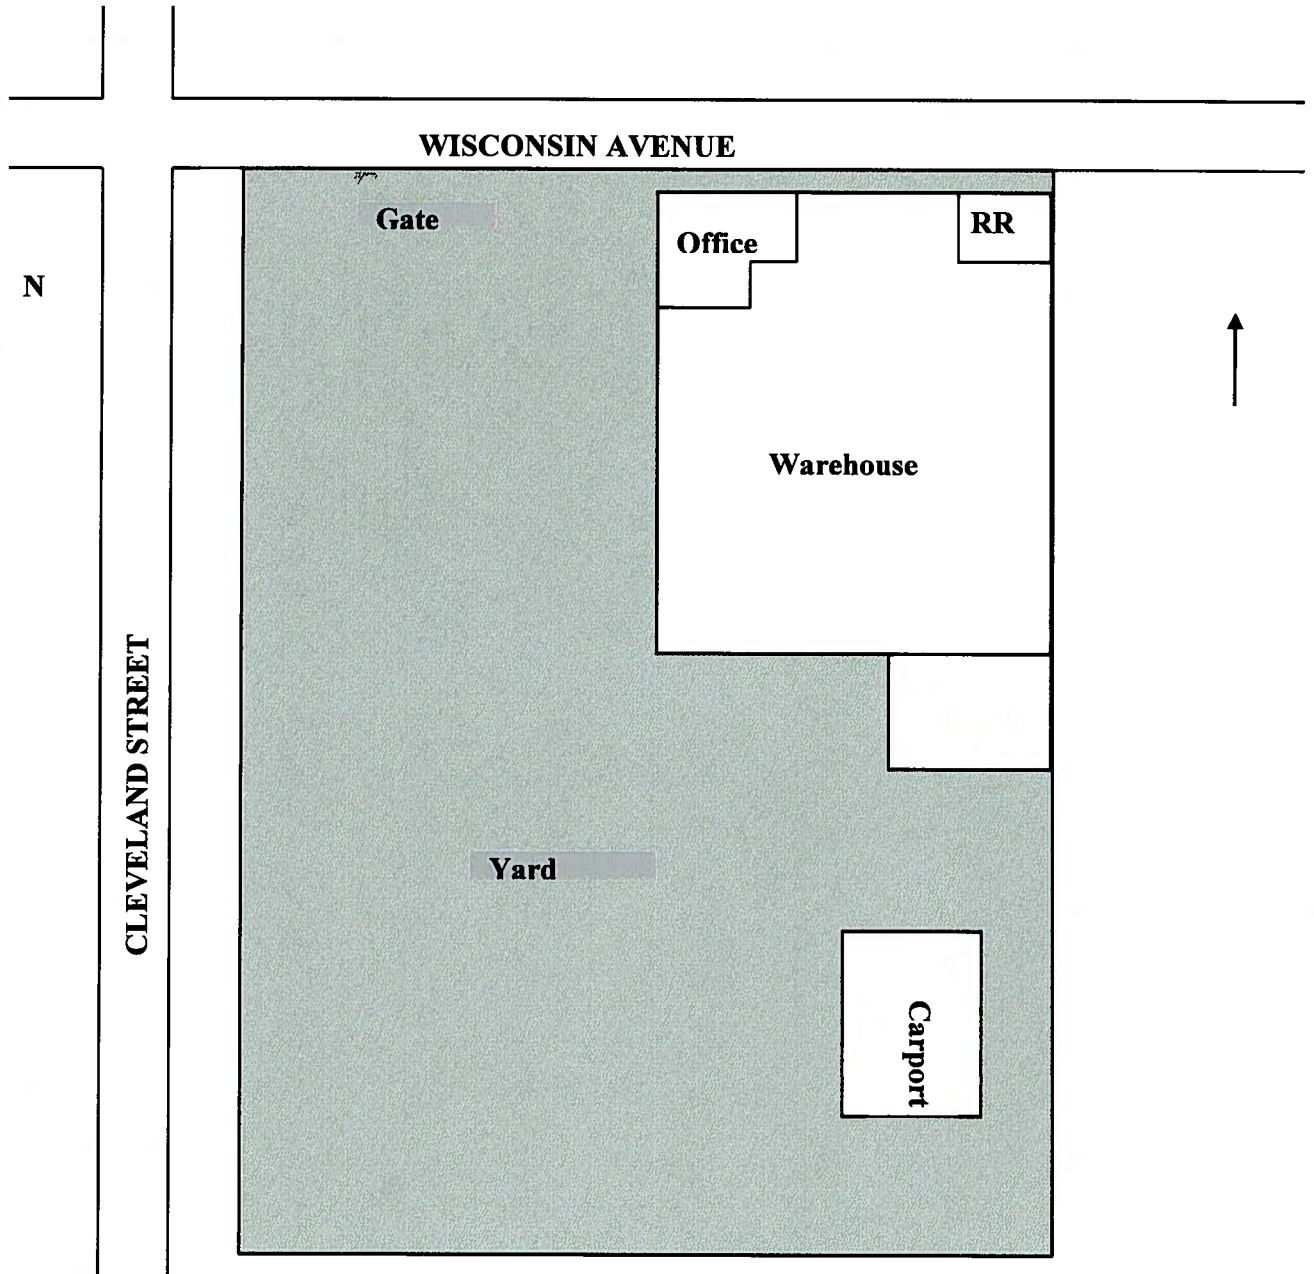 WISCONSIN AVENUE
Gate
Office
RR
N
Warehouse
CLEVELAND STREET
Yard
Carport